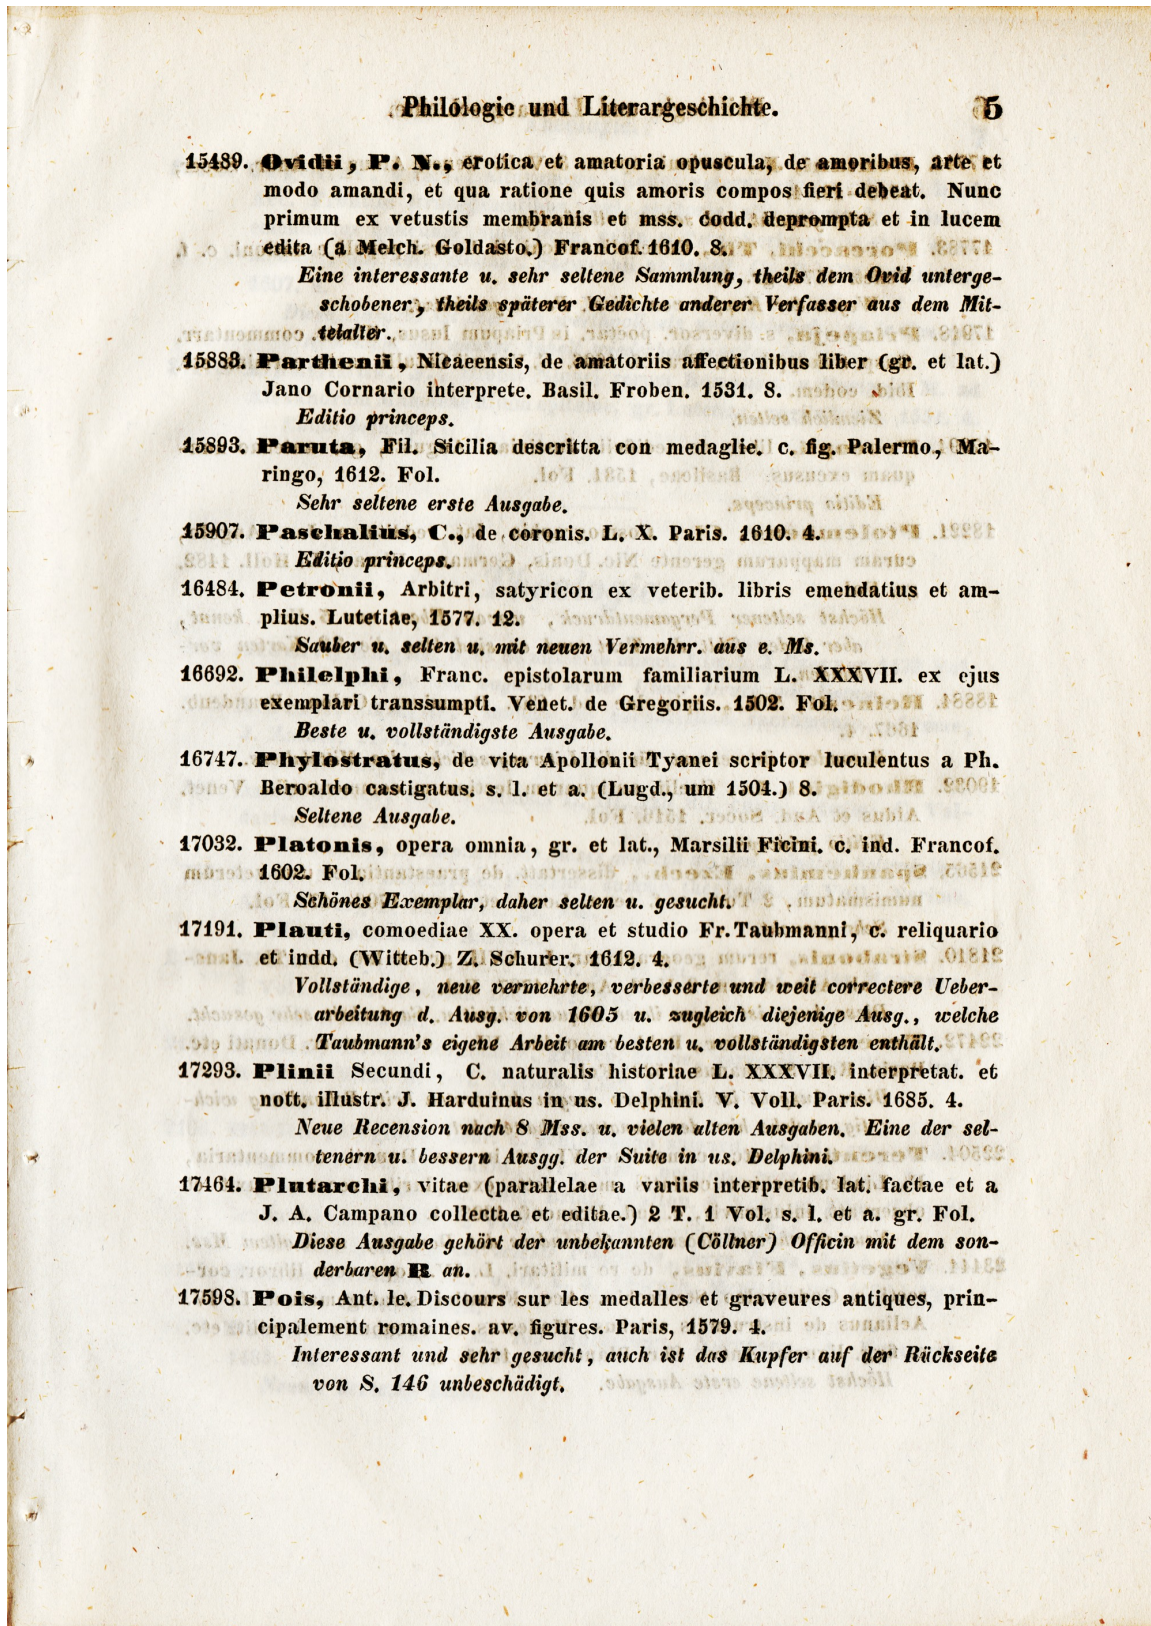 Philologie und Literargeschichte. 5
15489. Ovidii, P. N., erotica et amatoria opuscula, de amoribus, arte et
modo amandi, et qua ratione quis amoris compos fieri debeat. Nunc
primum ex vetustis membranis et mss. codd. deprompta et in lucem
edita (a Melch. Goldasto.) Francof. 1610. 8.
Eine interessante u. sehr seltene Sammlung, theils dem Ovid unterge-
schobener, theils späterer Gedichte anderer Verfasser aus dem Mit-
telalter.
15883. Parthenii, Nicaeensis, de amatoriis affectionibus liber (gr. et lat.)
Jano Cornario interprete. Basil. Froben. 1531. 8.
Editio princeps.
15893. Paruta, Fil. Sicilia descritta con medaglie. c. fig. Palermo, Ma-
ringo, 1612. Fol.
Sehr seltene erste Ausgabe.
15907. Paschalius, C., de coronis. L. X. Paris. 1610. 4.
Editio princeps.
16484. Petronii, Arbitri, satyricon ex veterib. libris emendatius et am-
plius. Lutetiae, 1577. 12.
Sauber u. selten u. mit neuen Vermehrr. aus e. Ms.
16692. Philelphi, Franc. epistolarum familiarium L. XXXVII. ex ejus
exemplari transsumpti. Venet. de Gregoriis. 1502. Fol.
Beste u. vollständigste Ausgabe.
16747. Phylostratus, de vita Apollonii Tyanei scriptor luculentus a Ph.
Beroaldo castigatus. s. l. et a. (Lugd., um 1504.) 8.
Seltene Ausgabe.
17032. Platonis, opera omnia, gr. et lat., Marsilii Ficini. c. ind. Francof.
1602. Fol.
Schönes Exemplar, daher selten u. gesucht.
17191. Plauti, comoediae XX. opera et studio Fr. Taubmanni, c. reliquario
et indd. (Witteb.) Z. Schurer. 1612. 4.
Vollständige, neue vermehrte, verbesserte und weit correctere Ueber-
arbeitung d. Ausg. von 1605 u. zugleich diejenige Ausg., welche
Taubmann's eigene Arbeit am besten u. vollständigsten enthält.
17293. Plinii Secundi, C. naturalis historiae L. XXXVII. interpretat. et
nott. illustr. J. Harduinus in us. Delphini. V. Voll. Paris. 1685. 4.
Neue Recension nach 8 Mss. u. vielen alten Ausgaben. Eine der sel-
tenern u. bessern Ausgg. der Suite in us. Delphini.
17464. Plutarchi, vitae (parallelae a variis interpretib. lat. factae et a
J. A. Campano collectae et editae.) 2 T. 1 Vol. s. l. et a. gr. Fol.
Diese Ausgabe gehört der unbekannten (Cöllner) Officin mit dem son-
derbaren R an.
17598. Pois, Ant. le. Discours sur les medalles et graveures antiques, prin-
cipalement romaines. av. figures. Paris, 1579. 4.
Interessant und sehr gesucht, auch ist das Kupfer auf der Rückseite
von S. 146 unbeschädigt.